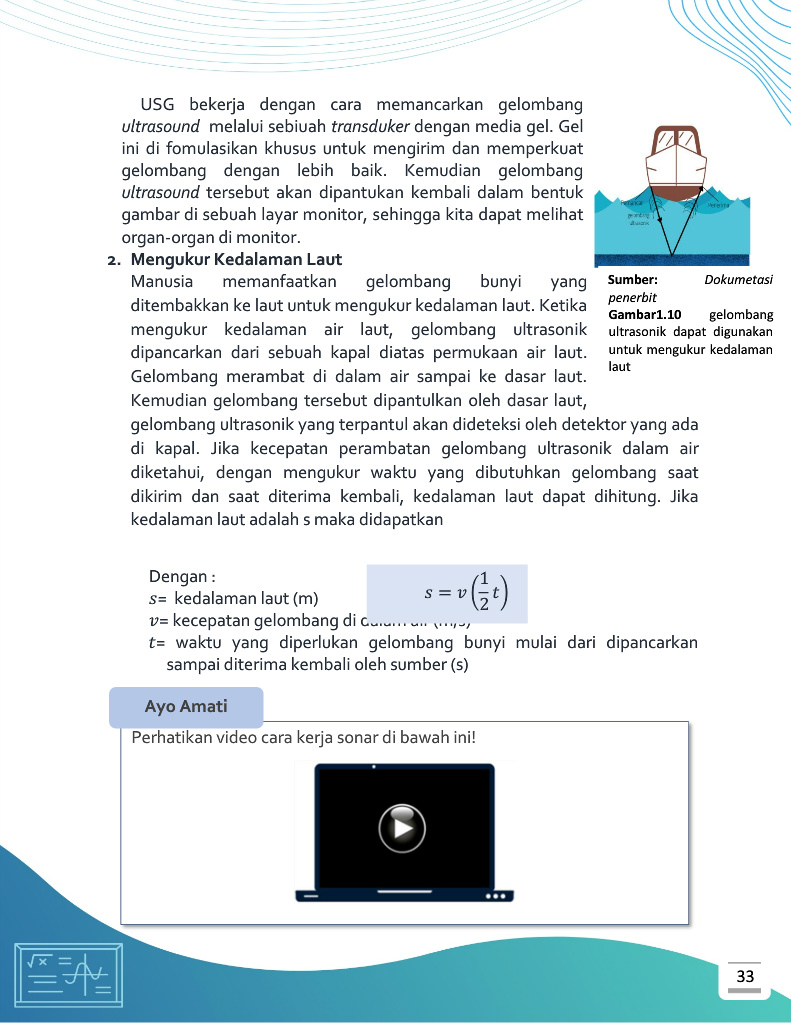 USG bekerja dengan cara memancarkan gelombang
ultrasound melalui sebiuah transduker dengan media gel. Gel
ini di fomulasikan khusus untuk mengirim dan memperkuat
gelombang dengan lebih baik. Kemudian gelombang
ultrasound tersebut akan dipantukan kembali dalam bentuk
gambar di sebuah layar monitor, sehingga kita dapat melihat
organ-organ di monitor.
2. Mengukur Kedalaman Laut
Manusia memanfaatkan gelombang bunyi yang
ditembakkan ke laut untuk mengukur kedalaman laut. Ketika
mengukur kedalaman air laut, gelombang ultrasonik
dipancarkan dari sebuah kapal diatas permukaan air laut.
Gelombang merambat di dalam air sampai ke dasar laut.
Kemudian gelombang tersebut dipantulkan oleh dasar laut,
gelombang ultrasonik yang terpantul akan dideteksi oleh detektor yang ada
di kapal. Jika kecepatan perambatan gelombang ultrasonik dalam air
diketahui, dengan mengukur waktu yang dibutuhkan gelombang saat
dikirim dan saat diterima kembali, kedalaman laut dapat dihitung. Jika
kedalaman laut adalah s maka didapatkan
gelombang
ultrasonik
Sumber: Dokumetasi
penerbit
Gambar1.10 gelombang
ultrasonik dapat digunakan
untuk mengukur kedalaman
laut
s = v(1/2 t)
Dengan :
s= kedalaman laut (m)
v= kecepatan gelombang di dalam air (m/s)
t= waktu yang diperlukan gelombang bunyi mulai dari dipancarkan
sampai diterima kembali oleh sumber (s)
Ayo Amati
Perhatikan video cara kerja sonar di bawah ini!
√x
33